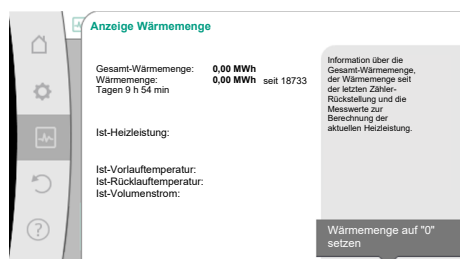 Anzeige Wärmemenge
Gesamt-Wärmemenge: 0,00 MWh
Wärmemenge: 0,00 MWh seit 18733
Tagen 9 h 54 min
Ist-Heizleistung:
Ist-Vorlauftemperatur:
Ist-Rücklauftemperatur:
Ist-Volumenstrom:
Information über die
Gesamt-Wärmemenge,
der Wärmemenge seit
der letzten Zähler-
Rückstellung und die
Messwerte zur
Berechnung der
aktuellen Heizleistung.
Wärmemenge auf "0"
setzen